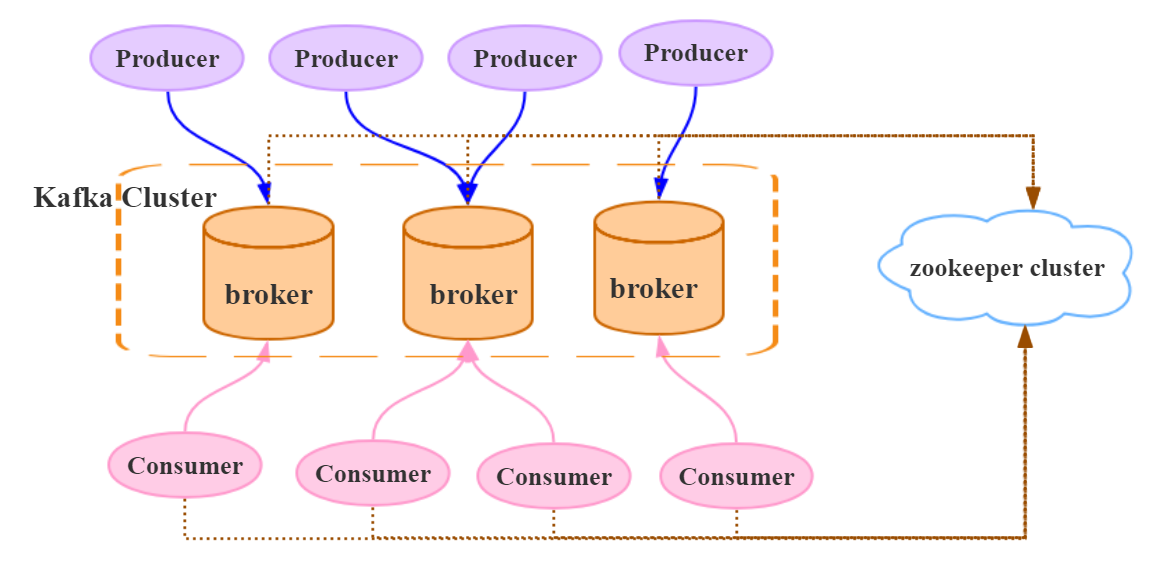 Producer
Producer
Producer
Producer
Kafka Cluster
broker
broker
broker
zookeeper cluster
Consumer
Consumer
Consumer
Consumer